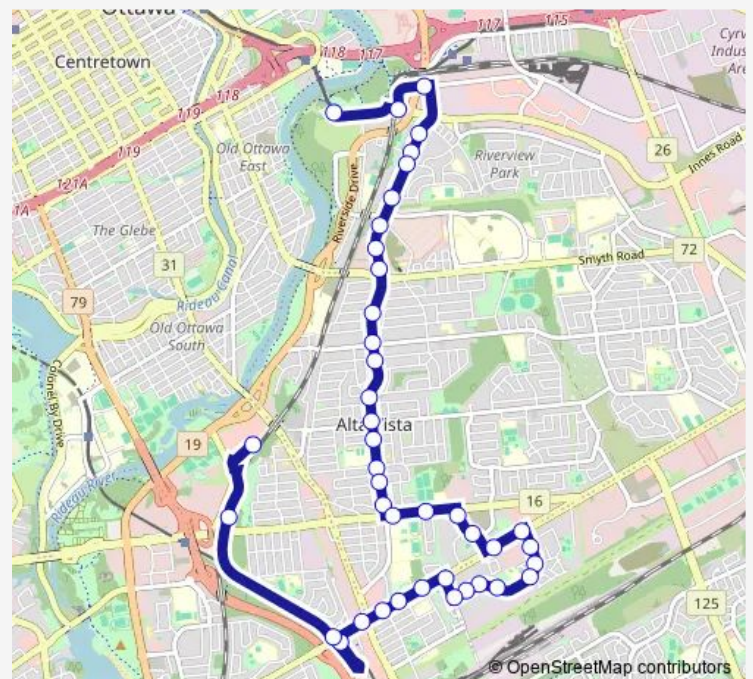 Ottawa
118
117
117
115
Cyrv
Indus
Are
Centretown
118
119
119
Old Ottawa
East
26
Innes Road
Riverview
Park
121A
1A
Riverside Drive
The Glebe
31
72
Smyth Road
Rideau Canal
79
Old Ottawa
South
Colonel By Drive
19
Alta Vista
Rideau River
16
125
© OpenStreetMap contributors